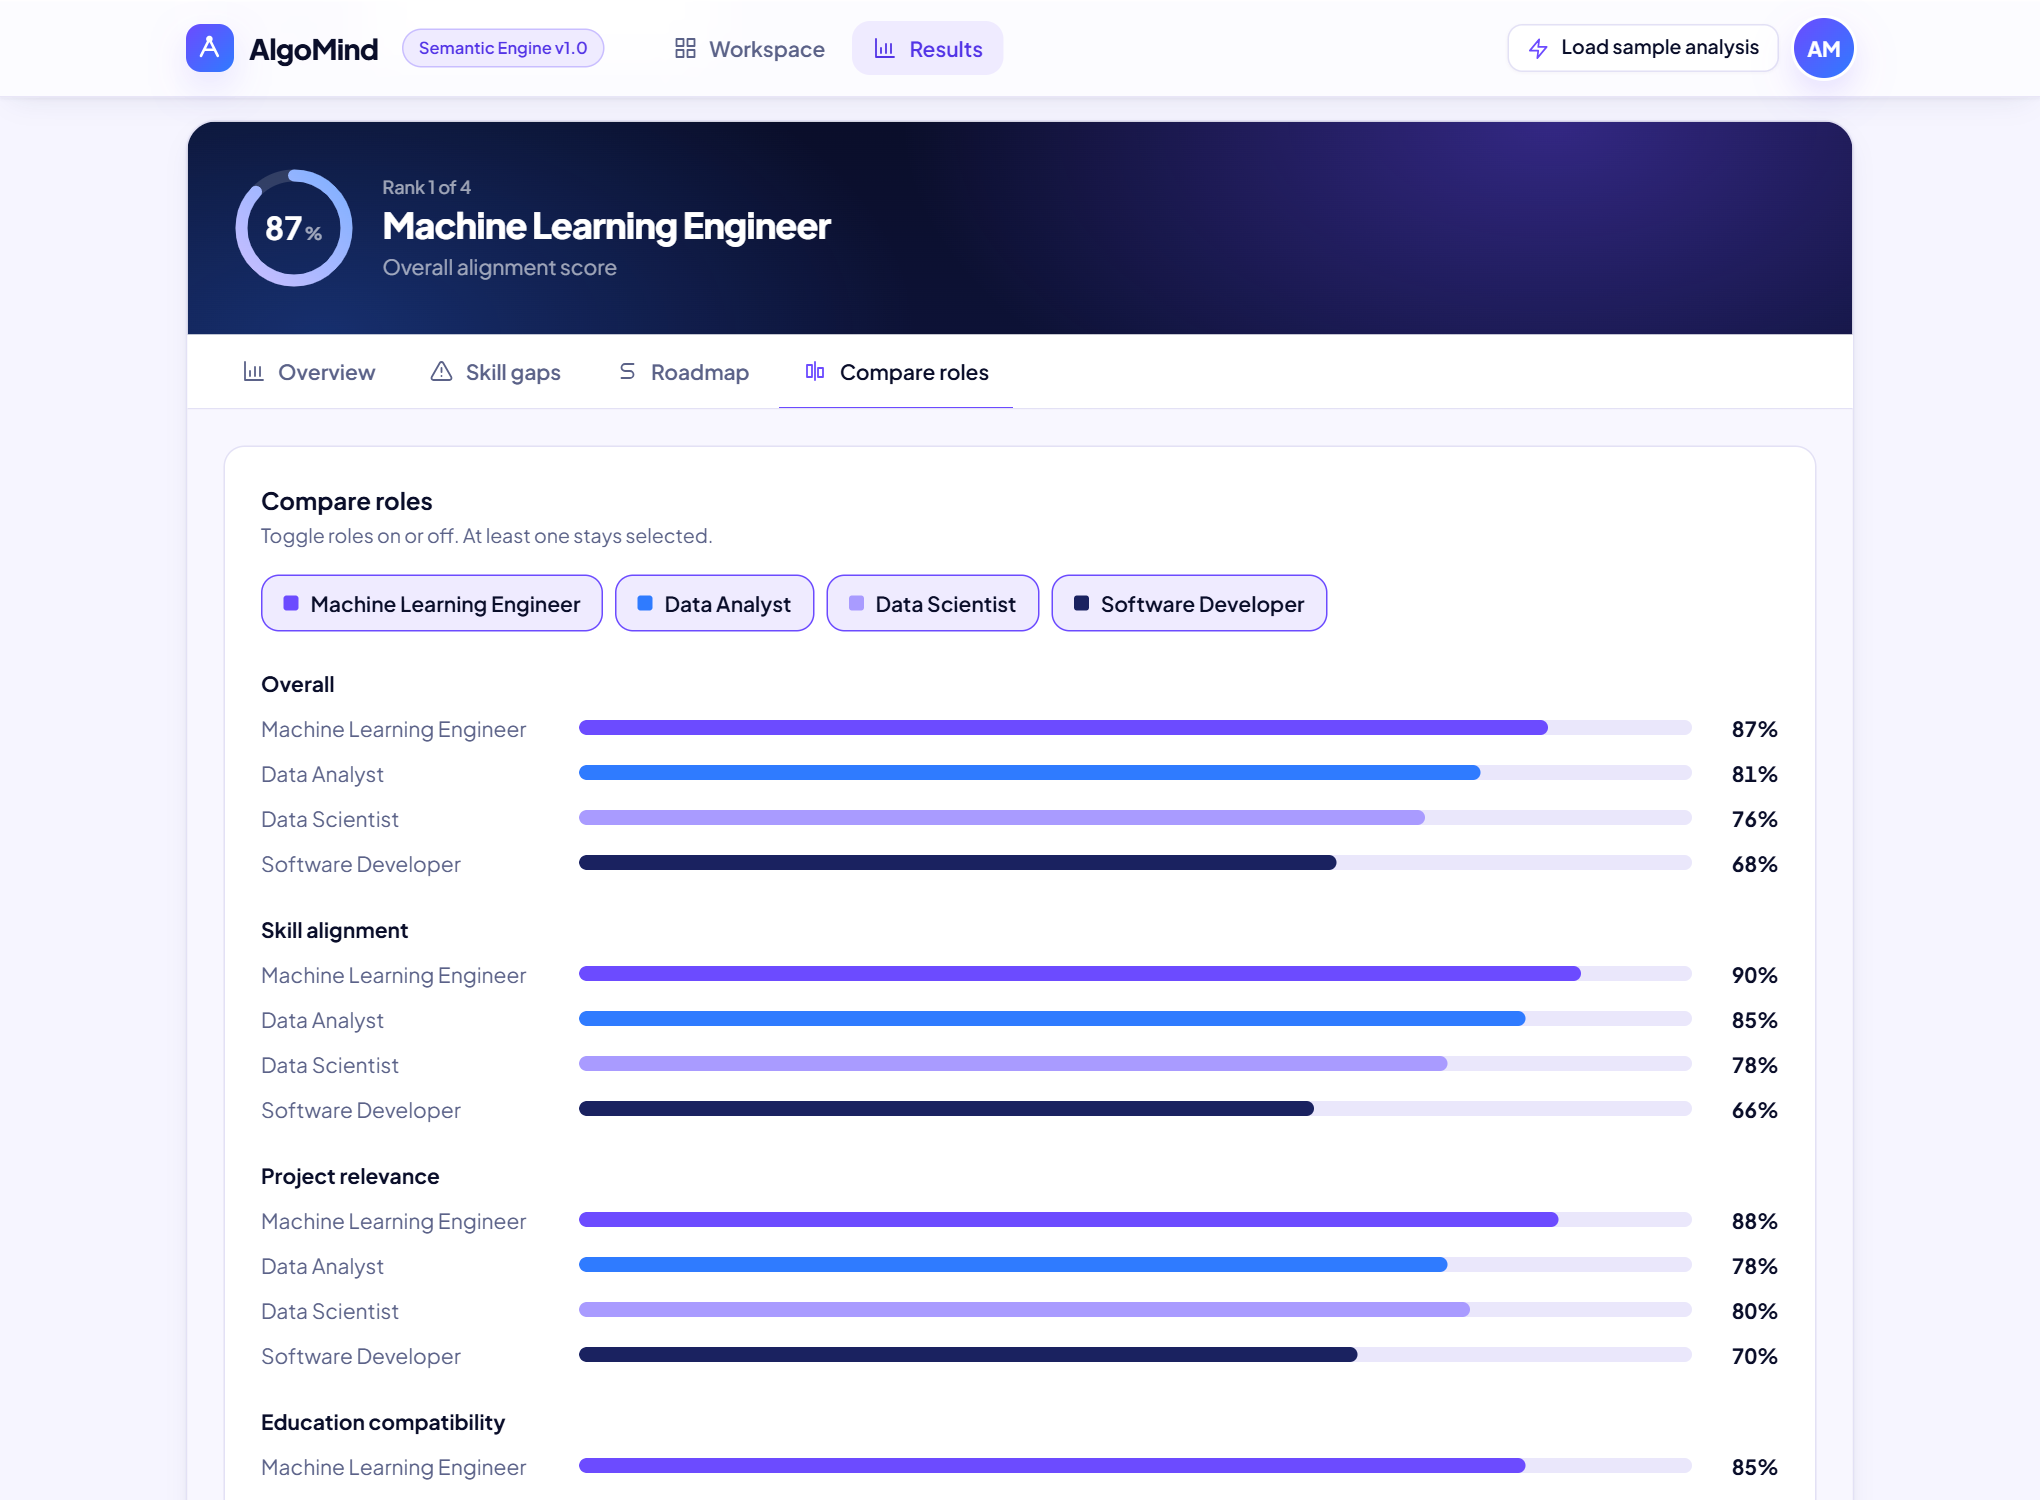 AlgoMind
Semantic Engine v1.0
Workspace
Results
Load sample analysis
AM
87%
Rank 1 of 4
Machine Learning Engineer
Overall alignment score
Overview
Skill gaps
Roadmap
Compare roles
Compare roles
Toggle roles on or off. At least one stays selected.
Machine Learning Engineer
Data Analyst
Data Scientist
Software Developer
Overall
Machine Learning Engineer 87%
Data Analyst 81%
Data Scientist 76%
Software Developer 68%
Skill alignment
Machine Learning Engineer 90%
Data Analyst 85%
Data Scientist 78%
Software Developer 66%
Project relevance
Machine Learning Engineer 88%
Data Analyst 78%
Data Scientist 80%
Software Developer 70%
Education compatibility
Machine Learning Engineer 85%